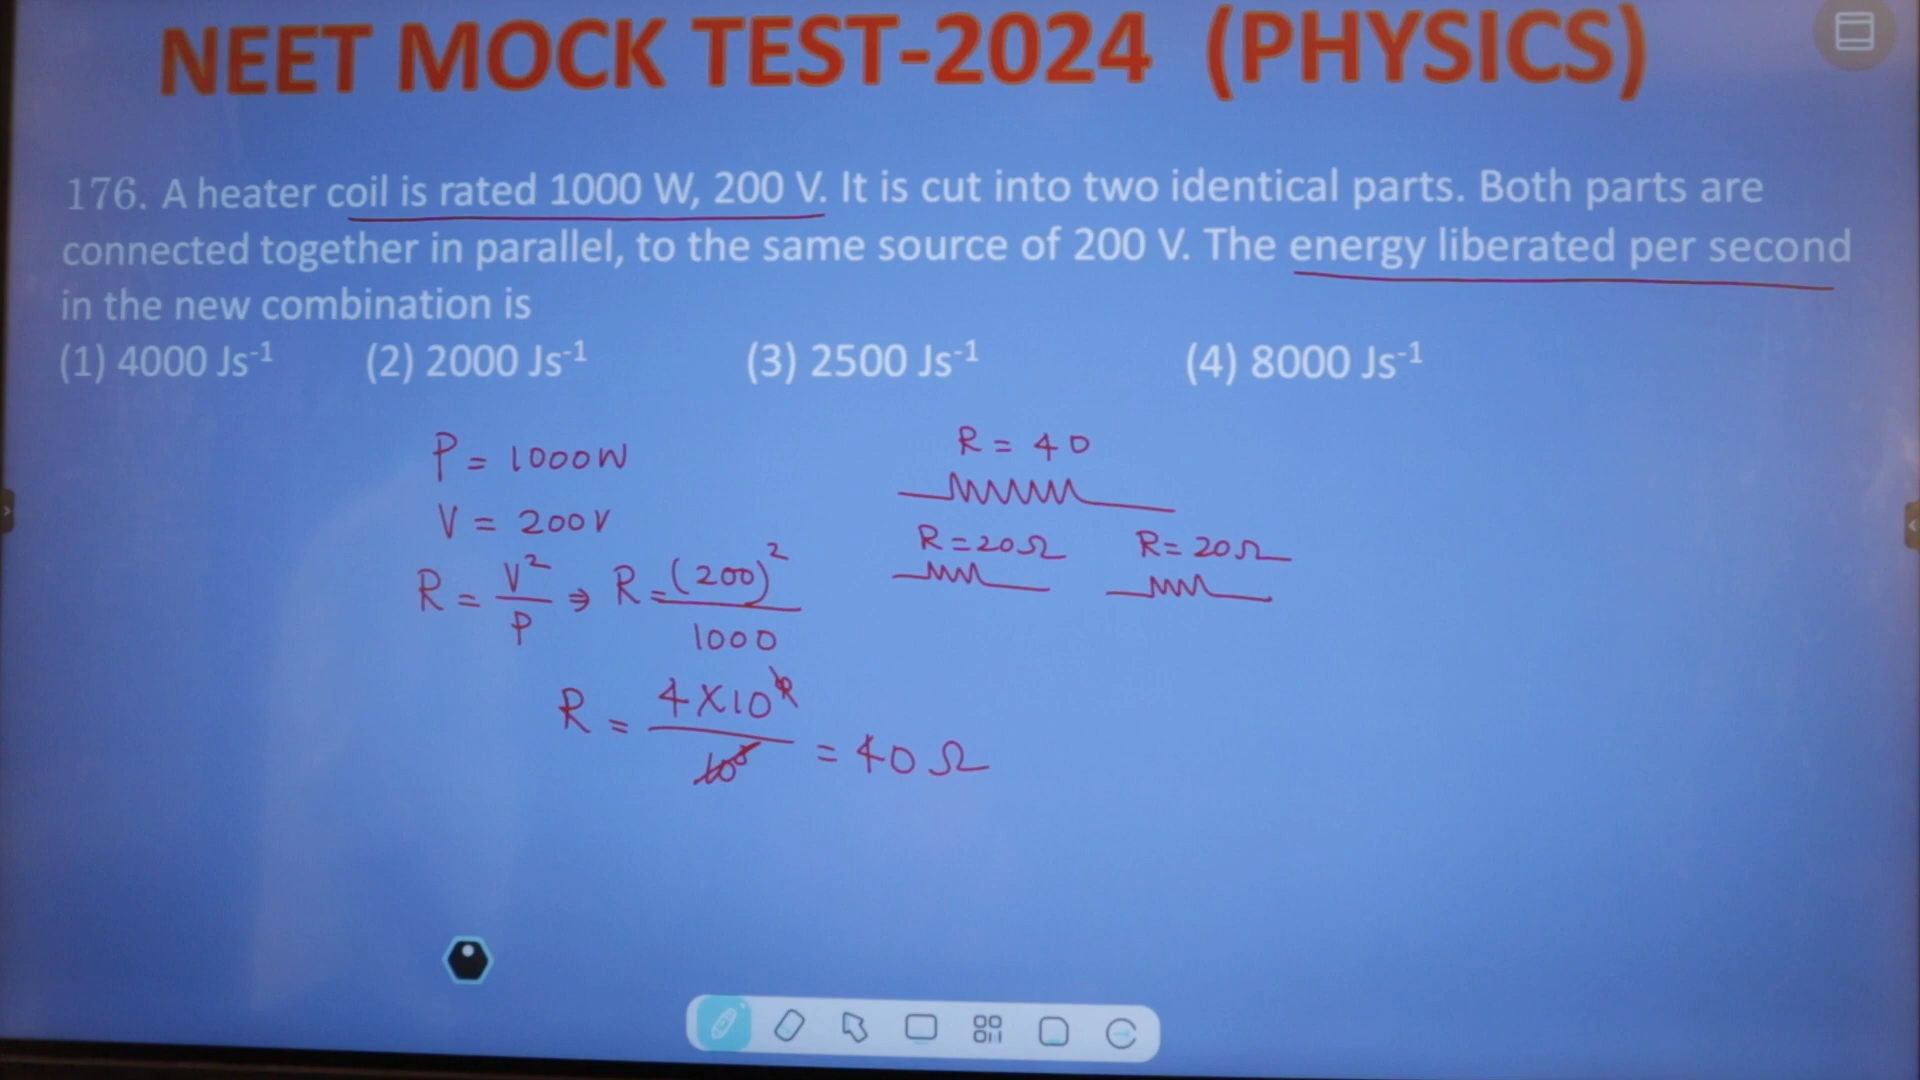 NEET MOCK TEST-2024 (PHYSICS)
176. A heater coil is rated 1000 W, 200 V. It is cut into two identical parts. Both parts are
connected together in parallel, to the same source of 200 V. The energy liberated per second
in the new combination is
(1) 4000 Js⁻¹ (2) 2000 Js⁻¹ (3) 2500 Js⁻¹ (4) 8000 Js⁻¹
P = 1000W
V = 200V
R = V²/P ⇒ R = (200)²/1000
R = 4×10⁴/10³ = 40 Ω
R = 40
R=20Ω R=20Ω